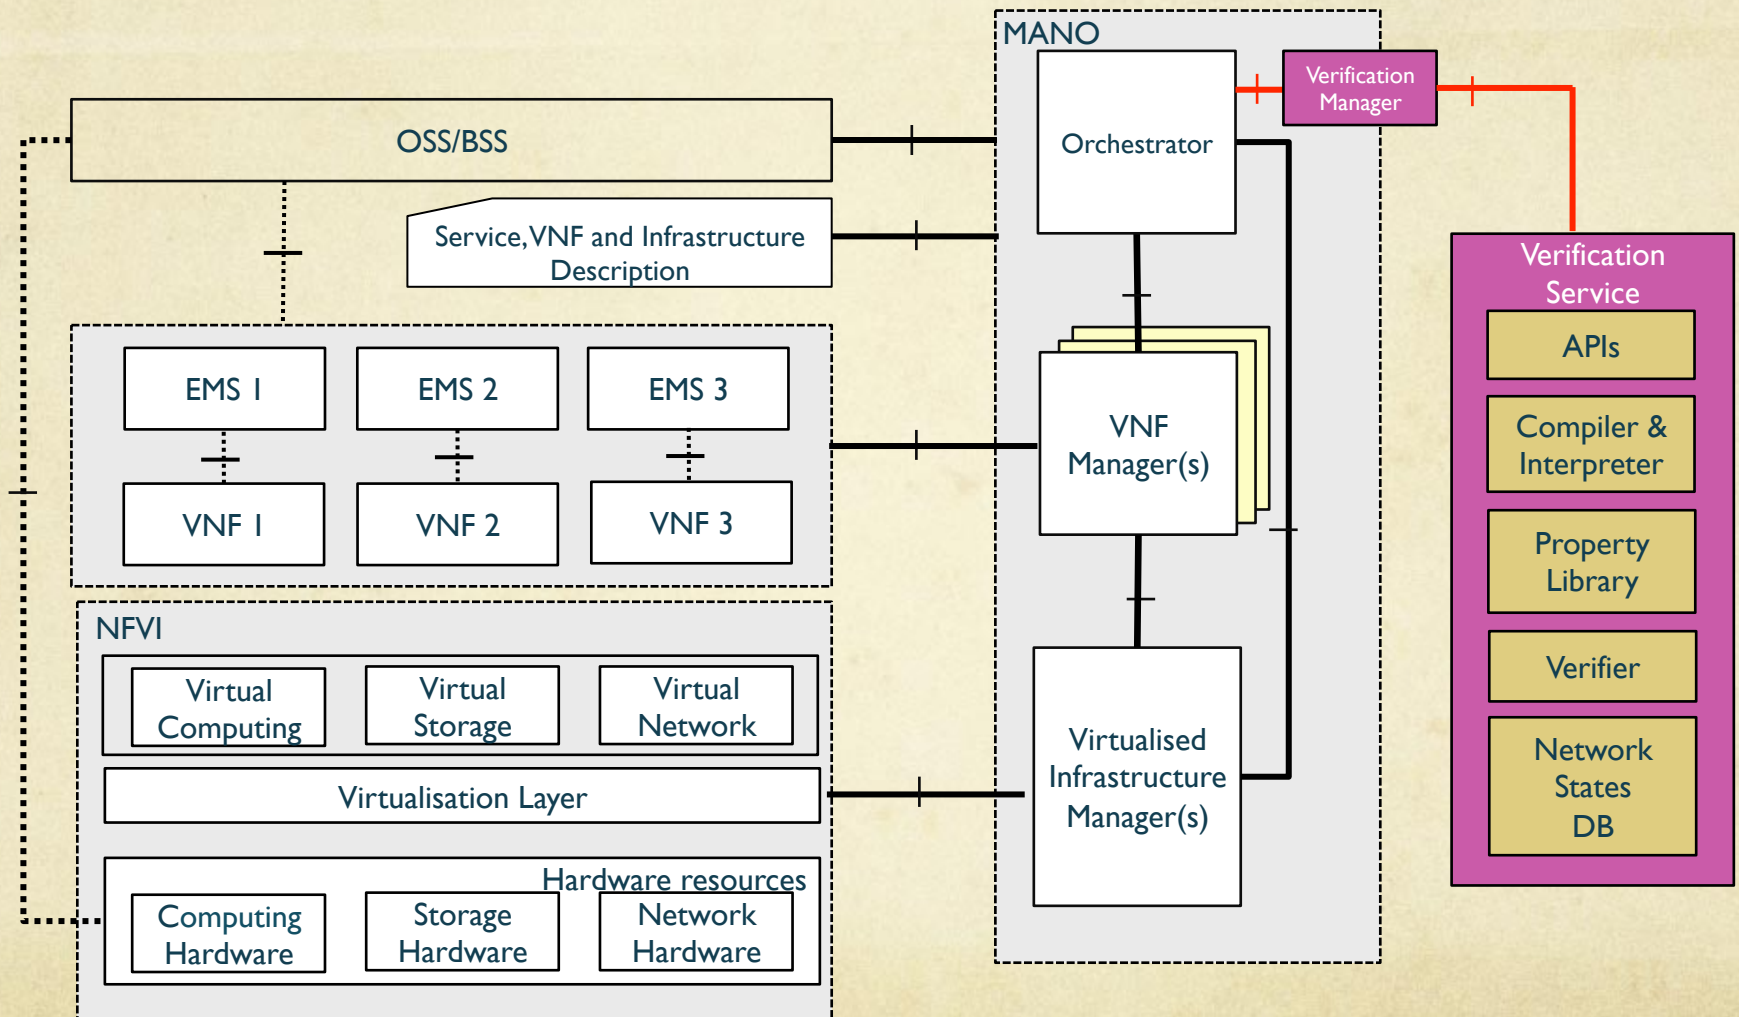 MANO
Orchestrator
Verification
Manager
OSS/BSS
Service,VNF and Infrastructure
Description
EMS 1
EMS 2
EMS 3
VNF 1
VNF 2
VNF 3
VNF
Manager(s)
NFVI
Virtual
Computing
Virtual
Storage
Virtual
Network
Virtualisation Layer
Hardware resources
Computing
Hardware
Storage
Hardware
Network
Hardware
Virtualised
Infrastructure
Manager(s)
Verification
Service
APIs
Compiler &
Interpreter
Property
Library
Verifier
Network
States
DB